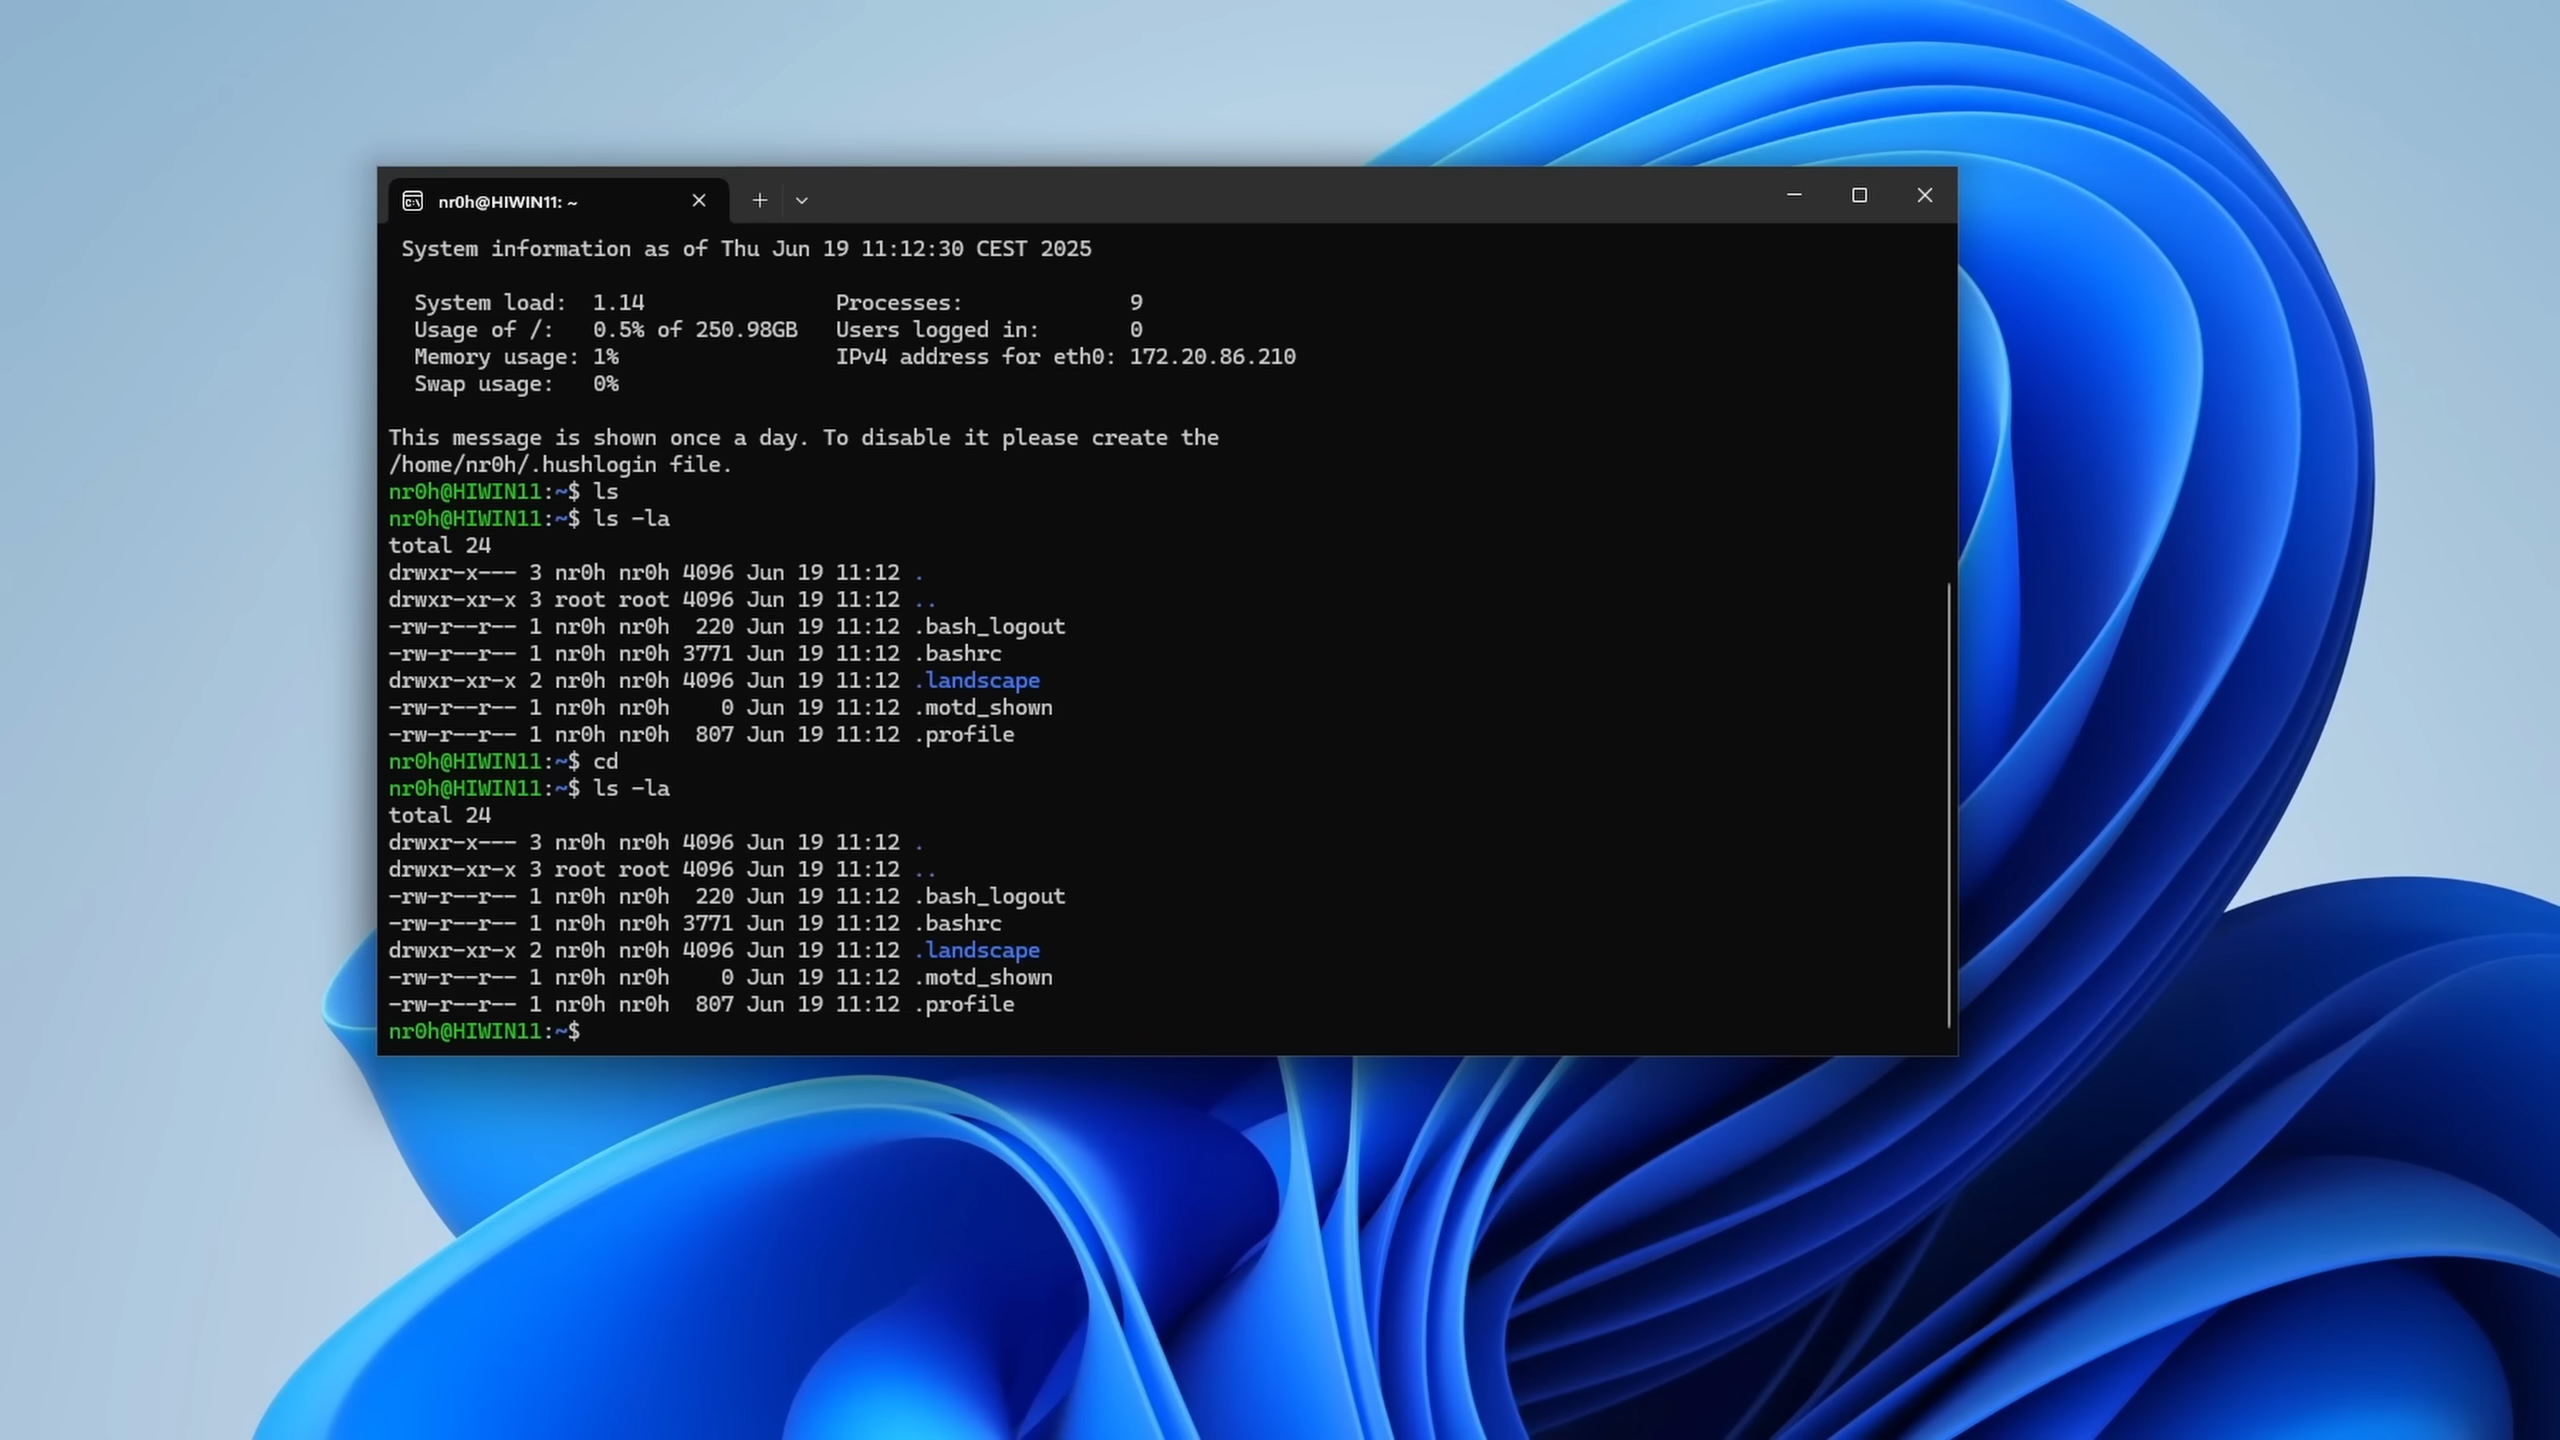 nr0h@HIWIN11: ~
System information as of Thu Jun 19 11:12:30 CEST 2025
System load:  1.14               Processes:             9
Usage of /:   0.5% of 250.98GB   Users logged in:       0
Memory usage: 1%                 IPv4 address for eth0: 172.20.86.210
Swap usage:   0%
This message is shown once a day. To disable it please create the
/home/nr0h/.hushlogin file.
nr0h@HIWIN11:~$ ls
nr0h@HIWIN11:~$ ls -la
total 24
drwxr-x--- 3 nr0h nr0h 4096 Jun 19 11:12 .
drwxr-xr-x 3 root root 4096 Jun 19 11:12 ..
-rw-r--r-- 1 nr0h nr0h  220 Jun 19 11:12 .bash_logout
-rw-r--r-- 1 nr0h nr0h 3771 Jun 19 11:12 .bashrc
drwxr-xr-x 2 nr0h nr0h 4096 Jun 19 11:12 .landscape
-rw-r--r-- 1 nr0h nr0h    0 Jun 19 11:12 .motd_shown
-rw-r--r-- 1 nr0h nr0h  807 Jun 19 11:12 .profile
nr0h@HIWIN11:~$ cd
nr0h@HIWIN11:~$ ls -la
total 24
drwxr-x--- 3 nr0h nr0h 4096 Jun 19 11:12 .
drwxr-xr-x 3 root root 4096 Jun 19 11:12 ..
-rw-r--r-- 1 nr0h nr0h  220 Jun 19 11:12 .bash_logout
-rw-r--r-- 1 nr0h nr0h 3771 Jun 19 11:12 .bashrc
drwxr-xr-x 2 nr0h nr0h 4096 Jun 19 11:12 .landscape
-rw-r--r-- 1 nr0h nr0h    0 Jun 19 11:12 .motd_shown
-rw-r--r-- 1 nr0h nr0h  807 Jun 19 11:12 .profile
nr0h@HIWIN11:~$